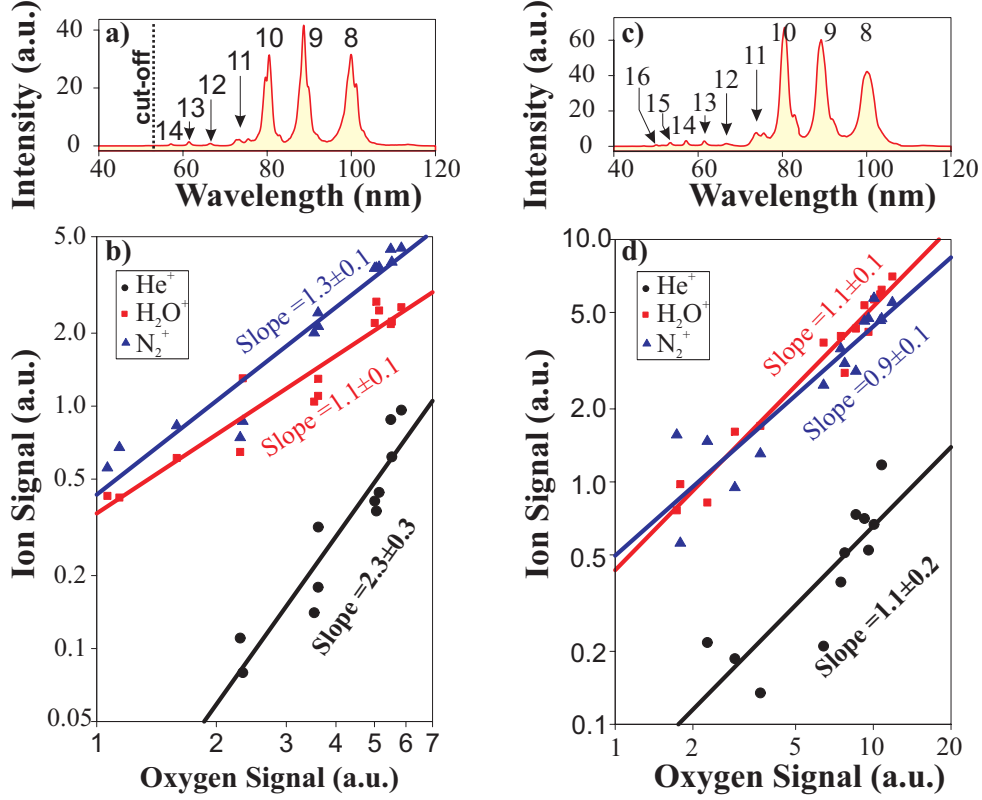 a)
Intensity (a.u.)
40
20
0
cut-off
14
13
12
11
10
9
8
40 60 80 100 120
Wavelength (nm)
c)
Intensity (a.u.)
60
40
20
0
16
15
14
13
12
11
10
9
8
40 60 80 100 120
Wavelength (nm)
b)
Ion Signal (a.u.)
5.0
2.0
1.0
0.5
0.2
0.1
0.05
He+
H2O+
N2+
Slope =1.3±0.1
Slope =1.1±0.1
Slope =2.3±0.3
1 2 3 4 5 6 7
Oxygen Signal (a.u.)
d)
Ion Signal (a.u.)
10.0
5.0
2.0
1.0
0.5
0.2
0.1
He+
H2O+
N2+
Slope =1.1±0.1
Slope =0.9±0.1
Slope =1.1±0.2
1 2 5 10 20
Oxygen Signal (a.u.)